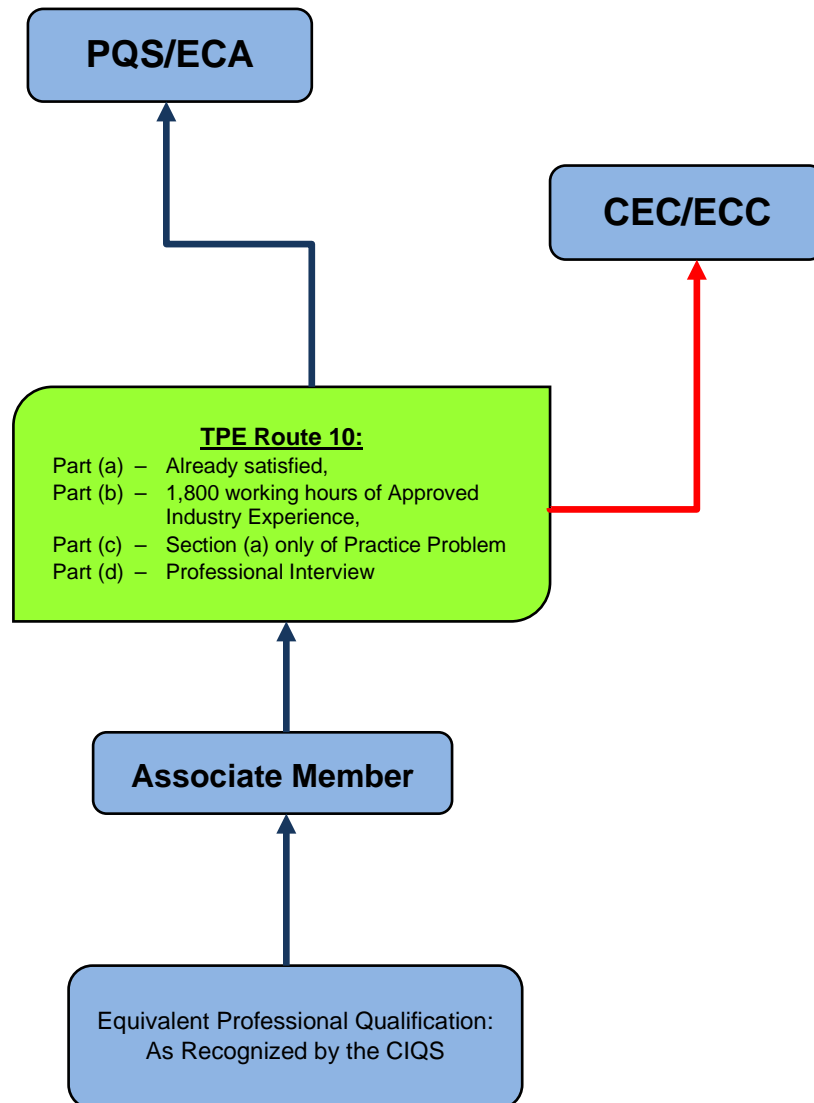 PQS/ECA
CEC/ECC
TPE Route 10:
Part (a) – Already satisfied,
Part (b) – 1,800 working hours of Approved
Industry Experience,
Part (c) – Section (a) only of Practice Problem
Part (d) – Professional Interview
Associate Member
Equivalent Professional Qualification:
As Recognized by the CIQS